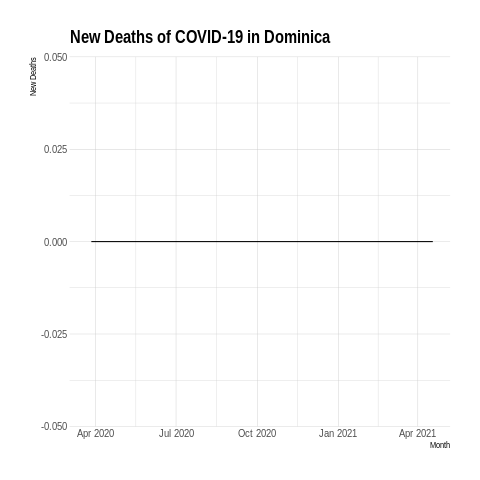 New Deaths of COVID-19 in Dominica
New Deaths
0.050
0.025
0.000
-0.025
-0.050
Apr 2020 Jul 2020 Oct 2020 Jan 2021 Apr 2021
Month